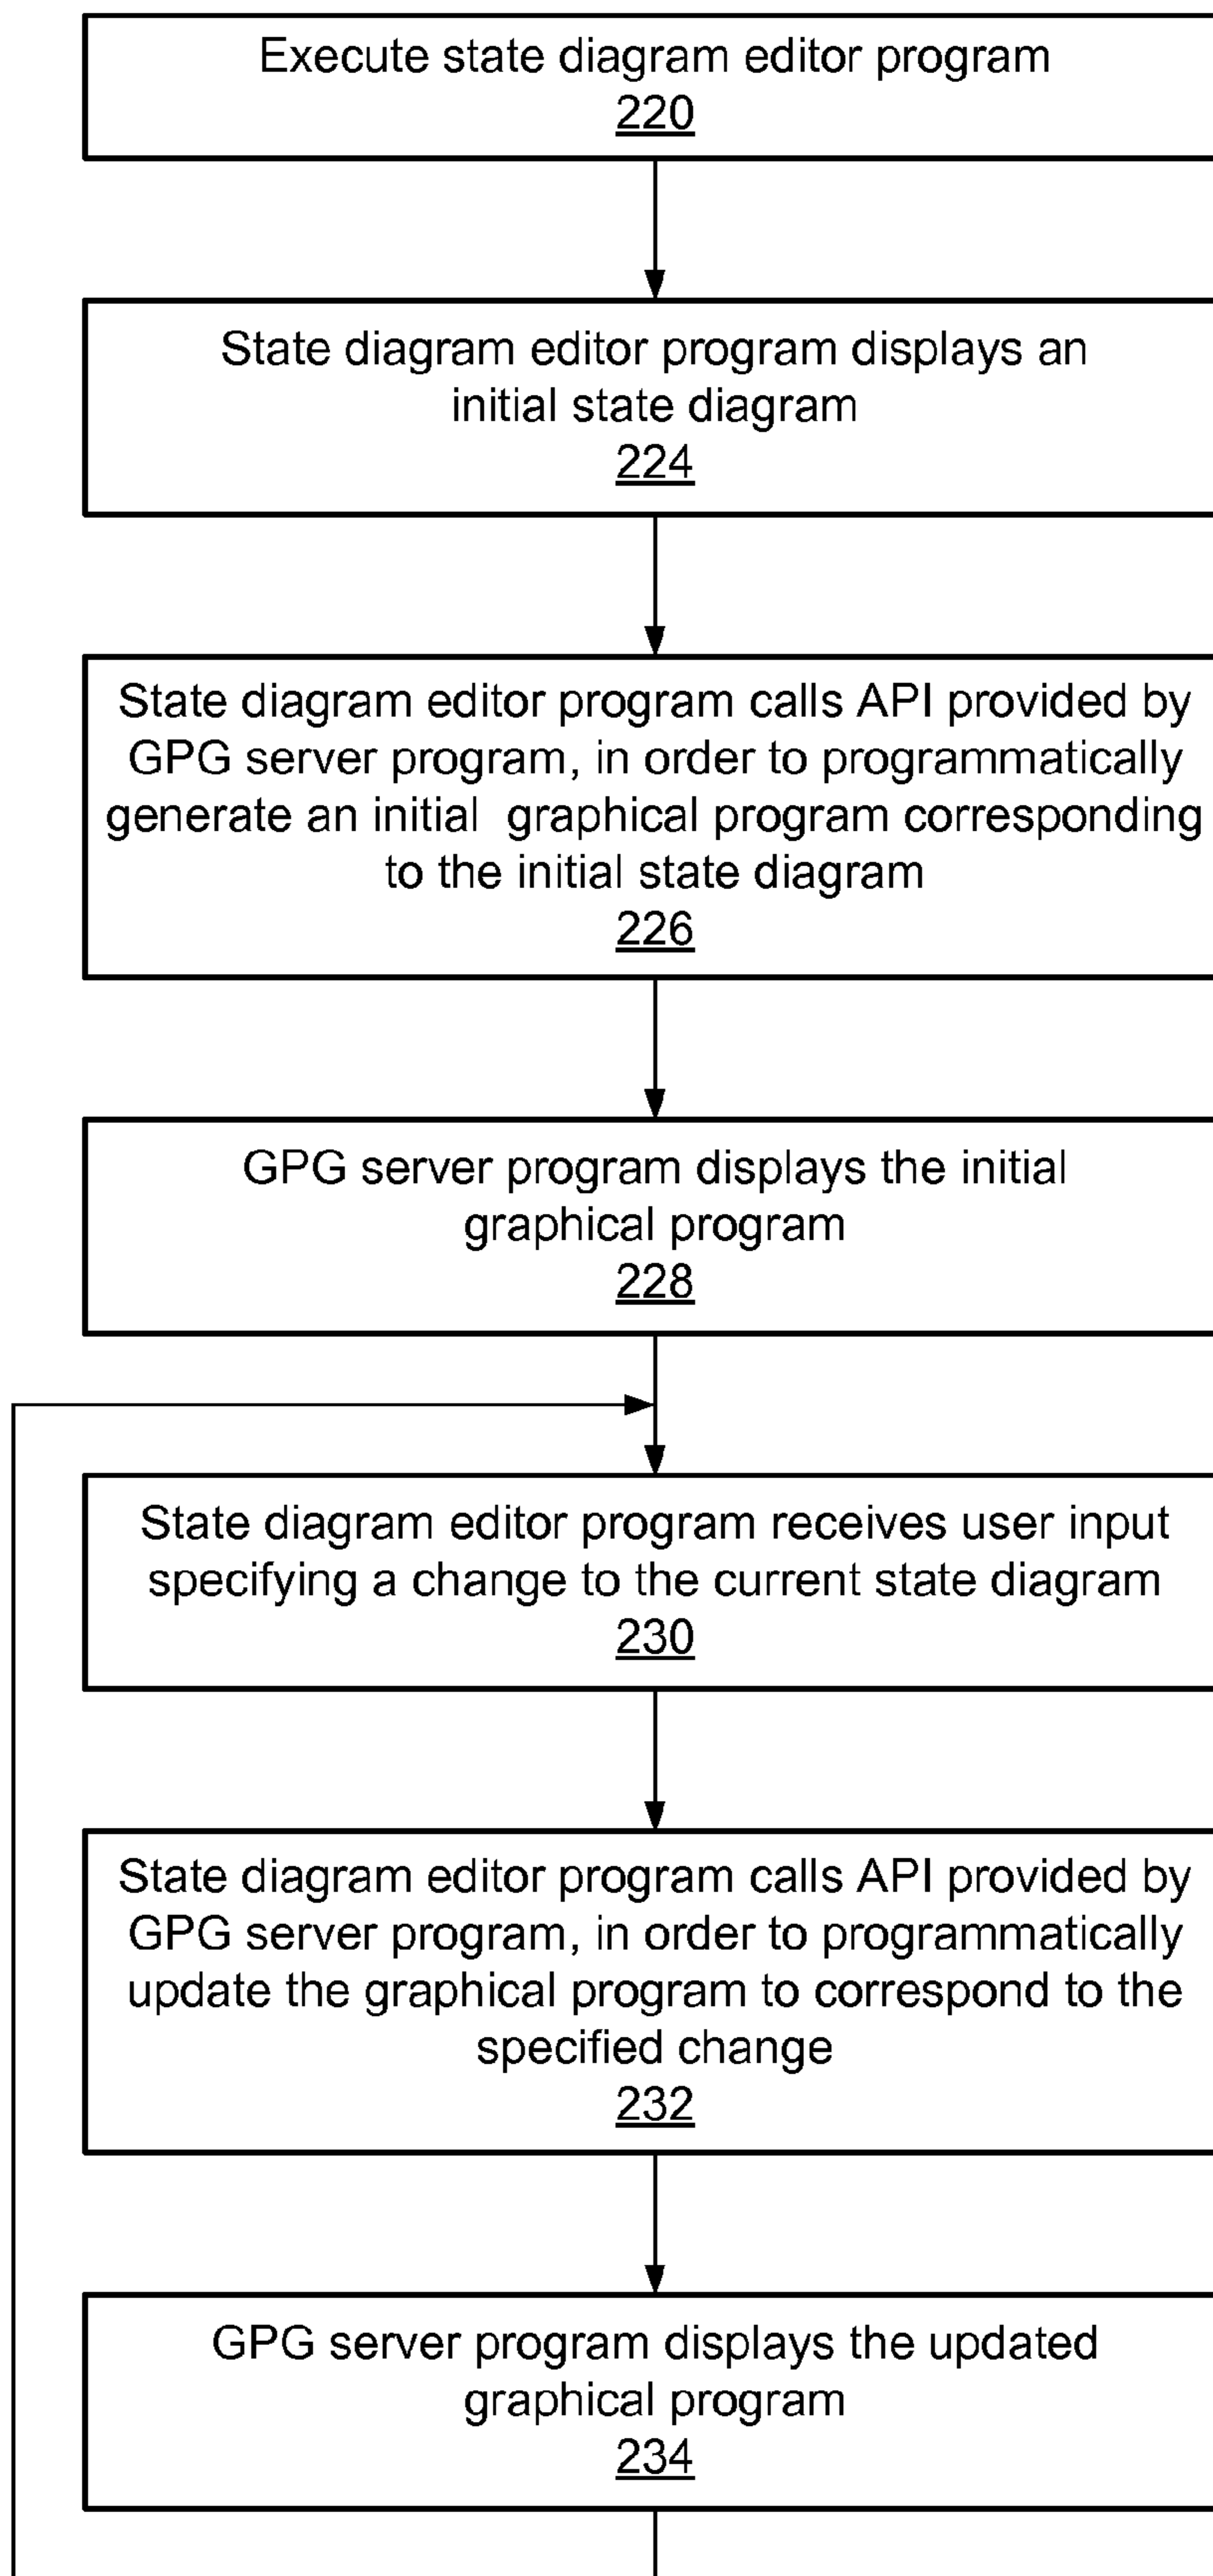 Execute state diagram editor program
220
State diagram editor program displays an
initial state diagram
224
State diagram editor program calls API provided by
GPG server program, in order to programmatically
generate an initial graphical program corresponding
to the initial state diagram
226
GPG server program displays the initial
graphical program
228
State diagram editor program receives user input
specifying a change to the current state diagram
230
State diagram editor program calls API provided by
GPG server program, in order to programmatically
update the graphical program to correspond to the
specified change
232
GPG server program displays the updated
graphical program
234